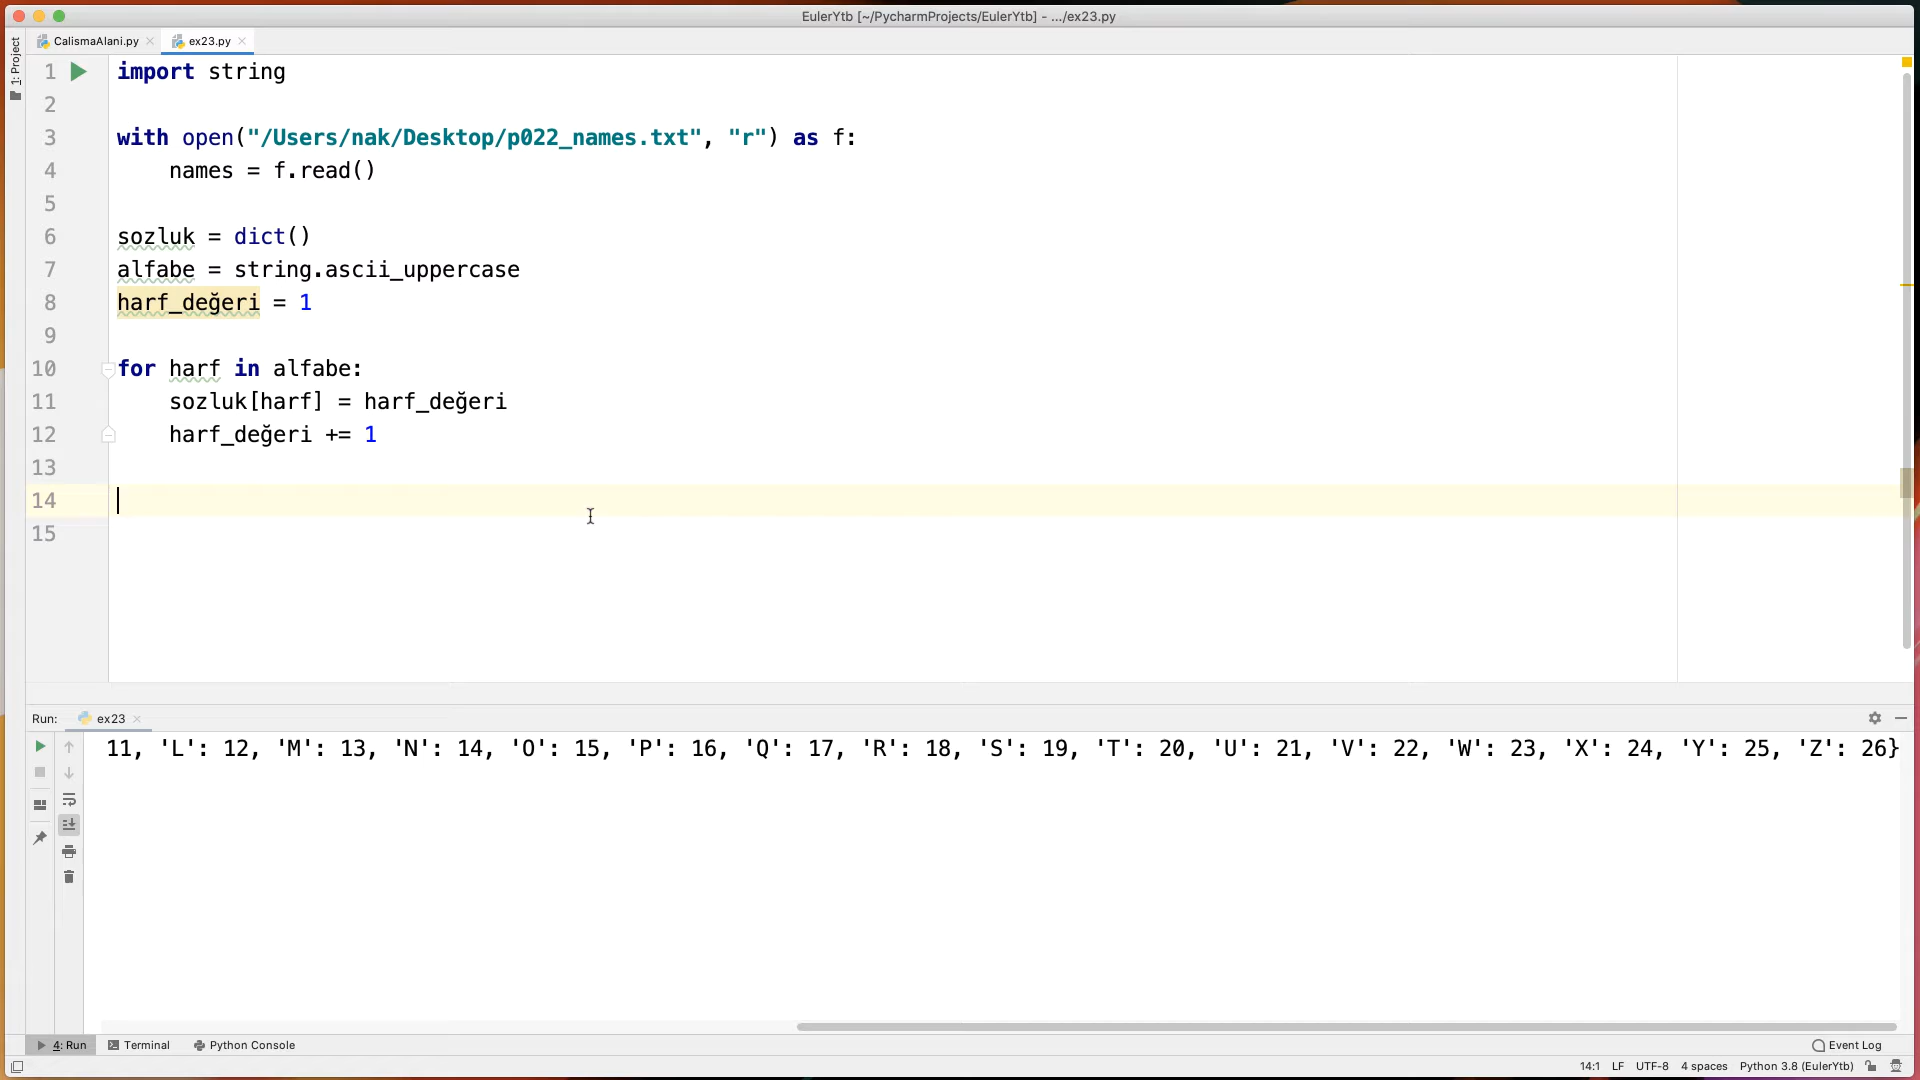 EulerYtb [~/PycharmProjects/EulerYtb] - .../ex23.py
CalismaAlani.py
ex23.py
1: Project
1 import string
2
3 with open("/Users/nak/Desktop/p022_names.txt", "r") as f:
4     names = f.read()
5
6 sozluk = dict()
7 alfabe = string.ascii_uppercase
8 harf_değeri = 1
9
10 for harf in alfabe:
11     sozluk[harf] = harf_değeri
12     harf_değeri += 1
13
14
15
Run: ex23
11, 'L': 12, 'M': 13, 'N': 14, 'O': 15, 'P': 16, 'Q': 17, 'R': 18, 'S': 19, 'T': 20, 'U': 21, 'V': 22, 'W': 23, 'X': 24, 'Y': 25, 'Z': 26}
4: Run Terminal Python Console Event Log
14:1 LF UTF-8 4 spaces Python 3.8 (EulerYtb)